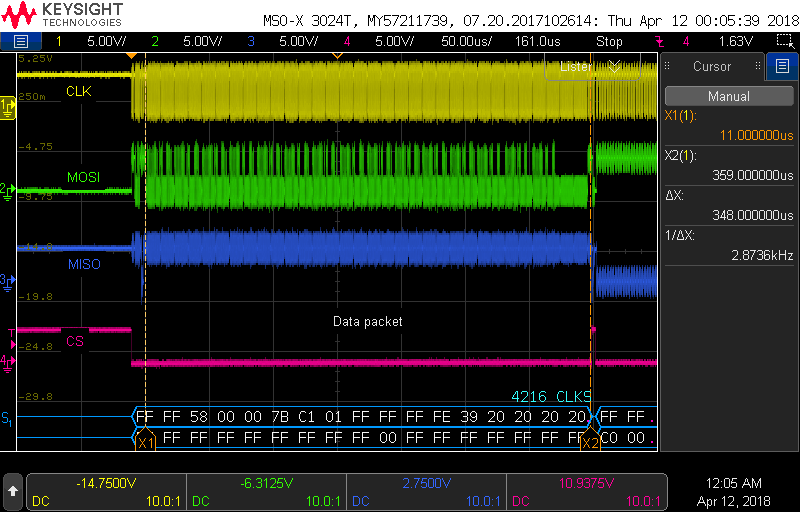 KEYSIGHT
TECHNOLOGIES
MSO-X 3024T, MY57211739, 07.20.2017102614: Thu Apr 12 00:05:39 2018
1 5.00V/ 2 5.00V/ 3 5.00V/ 4 5.00V/ 50.00us/ 161.0us Stop 4 1.63V
5.25V
Lister
CLK
1
250m
-4.75
MOSI
2
-9.75
MISO
3
-19.8
Data packet
T
CS
-24.8
4
-29.8
4216 CLKS
S1
FF FF 58 00 00 7B C1 01 FF FF FF FE 39 20 20 20 20 FF FF .
FF FF FF FF FF FF 00 FF FF FF FF FF FF C0 00 .
X1 X2
Cursor
Manual
X1(1):
11.000000us
X2(1):
359.000000us
ΔX:
348.000000us
1/ΔX:
2.8736kHz
-14.7500V -6.3125V 2.7500V 10.9375V
DC 10.0:1 DC 10.0:1 DC 10.0:1 DC 10.0:1
12:05 AM
Apr 12, 2018